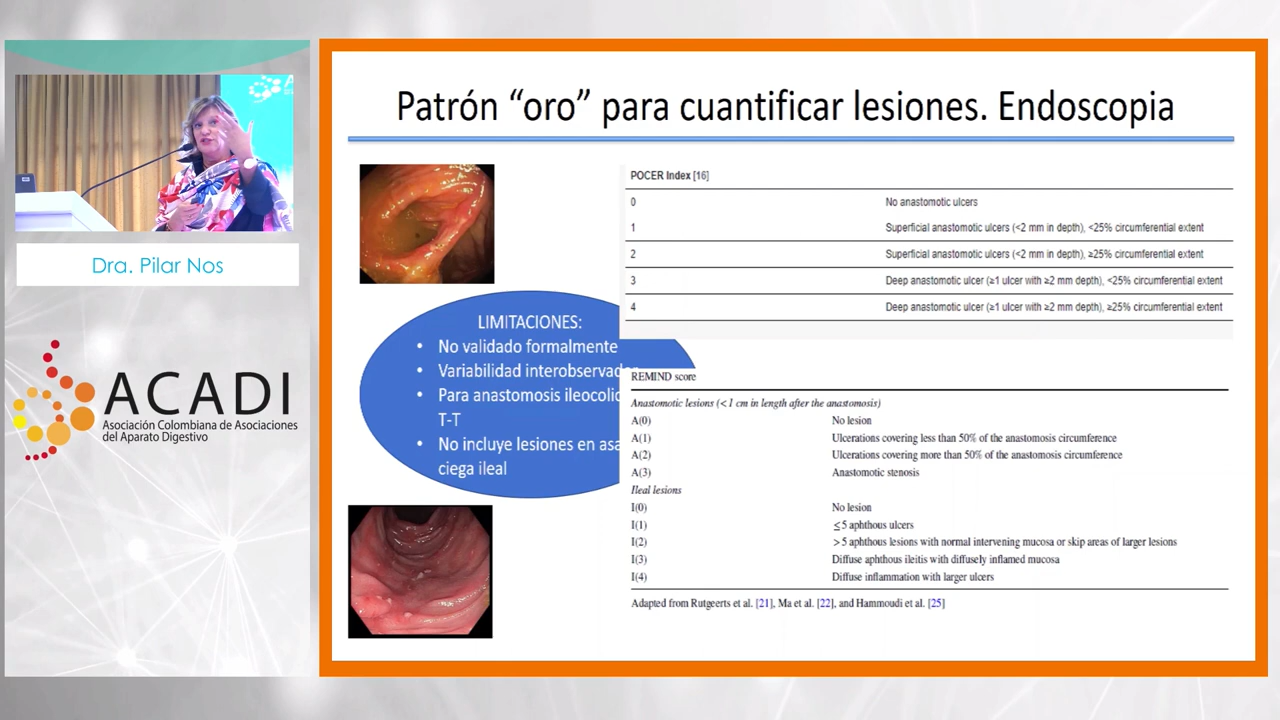 Patrón “oro” para cuantificar lesiones. Endoscopia
Dra. Pilar Nos
ACADI
Asociación Colombiana de Asociaciones
del Aparato Digestivo
LIMITACIONES:
• No validado formalmente
• Variabilidad interobservador
• Para anastomosis ileocolic
T-T
• No incluye lesiones en asa
ciega ileal
POCER Index [16]
0 No anastomotic ulcers
1 Superficial anastomotic ulcers (<2 mm in depth), <25% circumferential extent
2 Superficial anastomotic ulcers (<2 mm in depth), ≥25% circumferential extent
3 Deep anastomotic ulcer (≥1 ulcer with ≥2 mm depth), <25% circumferential extent
4 Deep anastomotic ulcer (≥1 ulcer with ≥2 mm depth), ≥25% circumferential extent
REMIND score
Anastomotic lesions (< 1 cm in length after the anastomosis)
A(0) No lesion
A(1) Ulcerations covering less than 50% of the anastomosis circumference
A(2) Ulcerations covering more than 50% of the anastomosis circumference
A(3) Anastomotic stenosis
Ileal lesions
I(0) No lesion
I(1) ≤ 5 aphthous ulcers
I(2) > 5 aphthous lesions with normal intervening mucosa or skip areas of larger lesions
I(3) Diffuse aphthous ileitis with diffusely inflamed mucosa
I(4) Diffuse inflammation with larger ulcers
Adapted from Rutgeerts et al. [21], Ma et al. [22], and Hammoudi et al. [25]